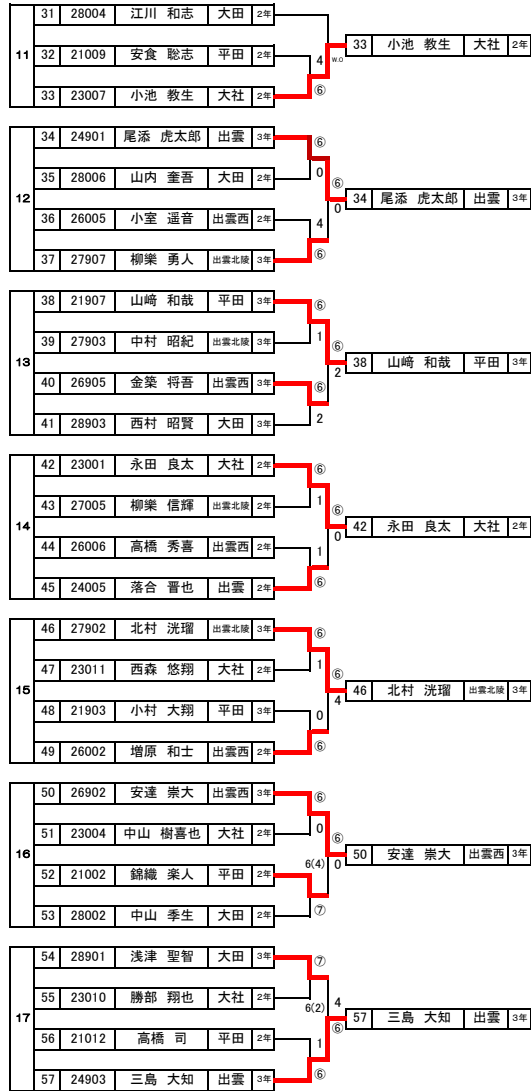 31 28004 江川 和志 大田 2年
11 32 21009 安食 聡志 平田 2年 4 W.O 33 小池 教生 大社 2年
33 23007 小池 教生 大社 2年 ⑥
34 24901 尾添 虎太郎 出雲 3年 ⑥
35 28006 山内 奎吾 大田 2年 0
12 ⑥ 0 34 尾添 虎太郎 出雲 3年
36 26005 小室 遥音 出雲西 2年 4
37 27907 柳樂 勇人 出雲北陵 3年 ⑥
38 21907 山﨑 和哉 平田 3年 ⑥
39 27903 中村 昭紀 出雲北陵 3年 1
13 ⑥ 2 38 山﨑 和哉 平田 3年
40 26905 金築 将吾 出雲西 3年 ⑥
41 28903 西村 昭賢 大田 3年 2
42 23001 永田 良太 大社 2年 ⑥
43 27005 柳樂 信輝 出雲北陵 2年 1
14 ⑥ 0 42 永田 良太 大社 2年
44 26006 高橋 秀喜 出雲西 2年 1
45 24005 落合 晋也 出雲 2年 ⑥
46 27902 北村 洸瑠 出雲北陵 3年 ⑥
47 23011 西森 悠翔 大社 2年 1
15 ⑥ 4 46 北村 洸瑠 出雲北陵 3年
48 21903 小村 大翔 平田 3年 0
49 26002 増原 和士 出雲西 2年 ⑥
50 26902 安達 崇大 出雲西 3年 ⑥
51 23004 中山 樹喜也 大社 2年 0
16 ⑥ 0 50 安達 崇大 出雲西 3年
52 21002 錦織 楽人 平田 2年 6(4)
53 28002 中山 季生 大田 2年 ⑦
54 28901 浅津 聖智 大田 3年 ⑦
55 23010 勝部 翔也 大社 2年 6(2)
17 4 ⑥ 57 三島 大知 出雲 3年
56 21012 高橋 司 平田 2年 1
57 24903 三島 大知 出雲 3年 ⑥